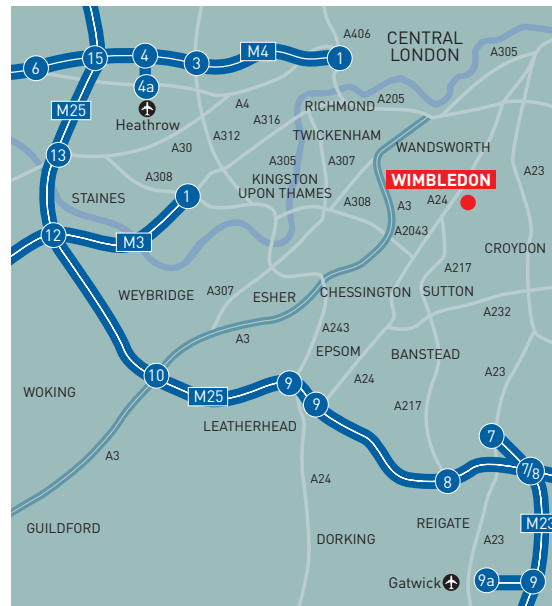 A406
CENTRAL
LONDON
A305
6
15
4
3
M4
1
4a
Heathrow
M25
A4
A316
A312
RICHMOND
A205
TWICKENHAM
WANDSWORTH
13
A30
A305
A307
A23
A308
KINGSTON
UPON THAMES
WIMBLEDON
STAINES
1
A308
A3
A24
12
M3
A2043
CROYDON
A217
WEYBRIDGE
A307
ESHER
CHESSINGTON
SUTTON
A232
A3
A243
EPSOM
BANSTEAD
10
M25
9
A24
A23
WOKING
9
A217
LEATHERHEAD
7
A3
A24
8
7/8
GUILDFORD
DORKING
REIGATE
M23
A23
Gatwick
9a
9